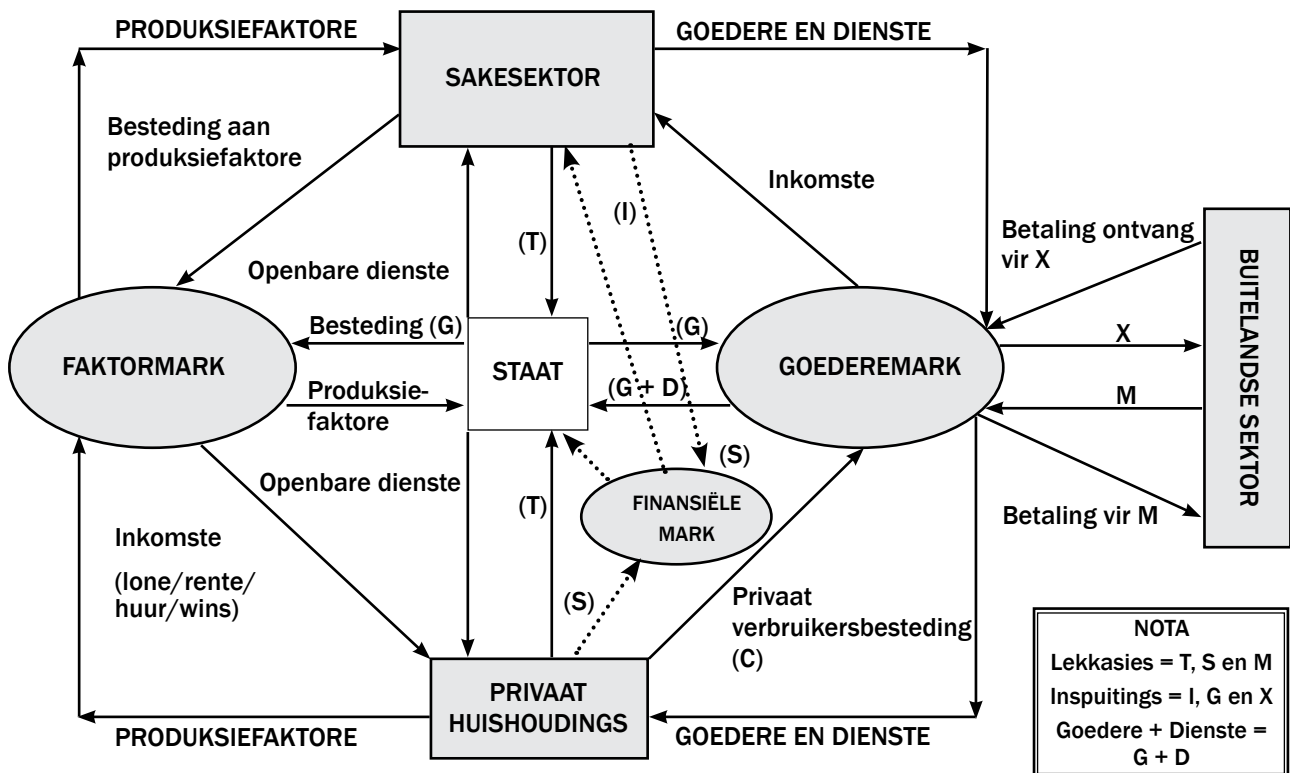 PRODUKSIEFAKTORE
GOEDERE EN DIENSTE
SAKESEKTOR
Besteding aan
produksiefaktore
Inkomste
(I)
(T)
Betaling ontvang
vir X
Openbare dienste
Besteding (G)
(G)
X
FAKTORMARK
STAAT
GOEDEREMARK
BUITELANDSE SEKTOR
Produksie-
faktore
(G + D)
M
Openbare dienste
(T)
(S)
FINANSIËLE
MARK
Betaling vir M
Inkomste
(lone/rente/
huur/wins)
(S)
Privaat
verbruikersbesteding
(C)
PRIVAAT
HUISHOUDINGS
PRODUKSIEFAKTORE
GOEDERE EN DIENSTE
NOTA
Lekkasies = T, S en M
Inspuitings = I, G en X
Goedere + Dienste =
G + D